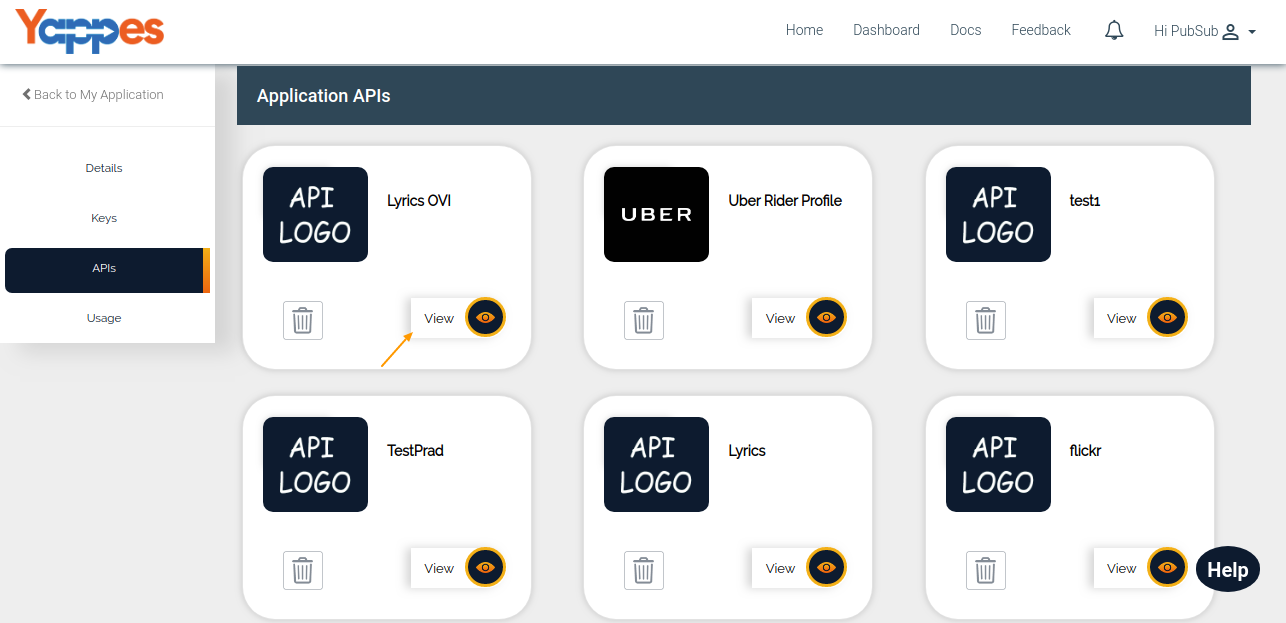 Yappes
Home
Dashboard
Docs
Feedback
Hi PubSub
Back to My Application
Details
Keys
APIs
Usage
Application APIs
API
LOGO
Lyrics OVI
View
UBER
Uber Rider Profile
View
API
LOGO
test1
View
API
LOGO
TestPrad
View
API
LOGO
Lyrics
View
API
LOGO
flickr
View
Help